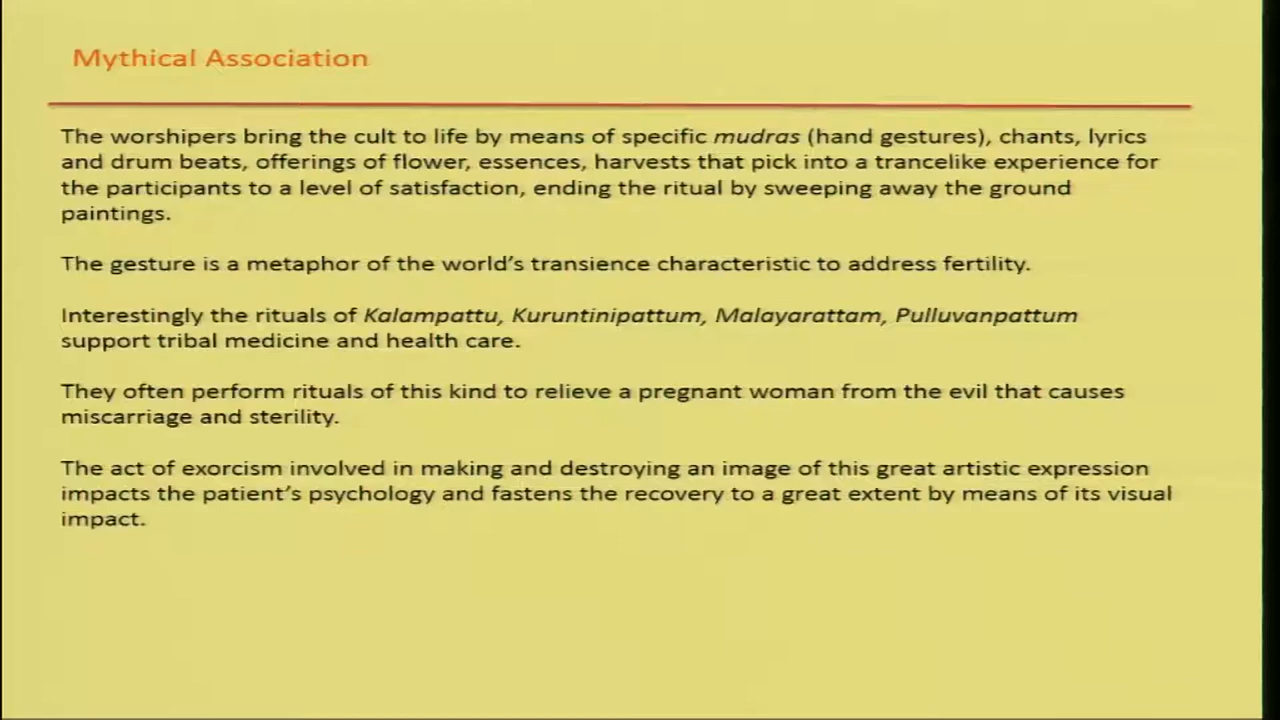 Mythical Association
The worshipers bring the cult to life by means of specific mudras (hand gestures), chants, lyrics
and drum beats, offerings of flower, essences, harvests that pick into a trancelike experience for
the participants to a level of satisfaction, ending the ritual by sweeping away the ground
paintings.
The gesture is a metaphor of the world's transience characteristic to address fertility.
Interestingly the rituals of Kalampattu, Kuruntinipattum, Malayarattam, Pulluvanpattum
support tribal medicine and health care.
They often perform rituals of this kind to relieve a pregnant woman from the evil that causes
miscarriage and sterility.
The act of exorcism involved in making and destroying an image of this great artistic expression
impacts the patient's psychology and fastens the recovery to a great extent by means of its visual
impact.